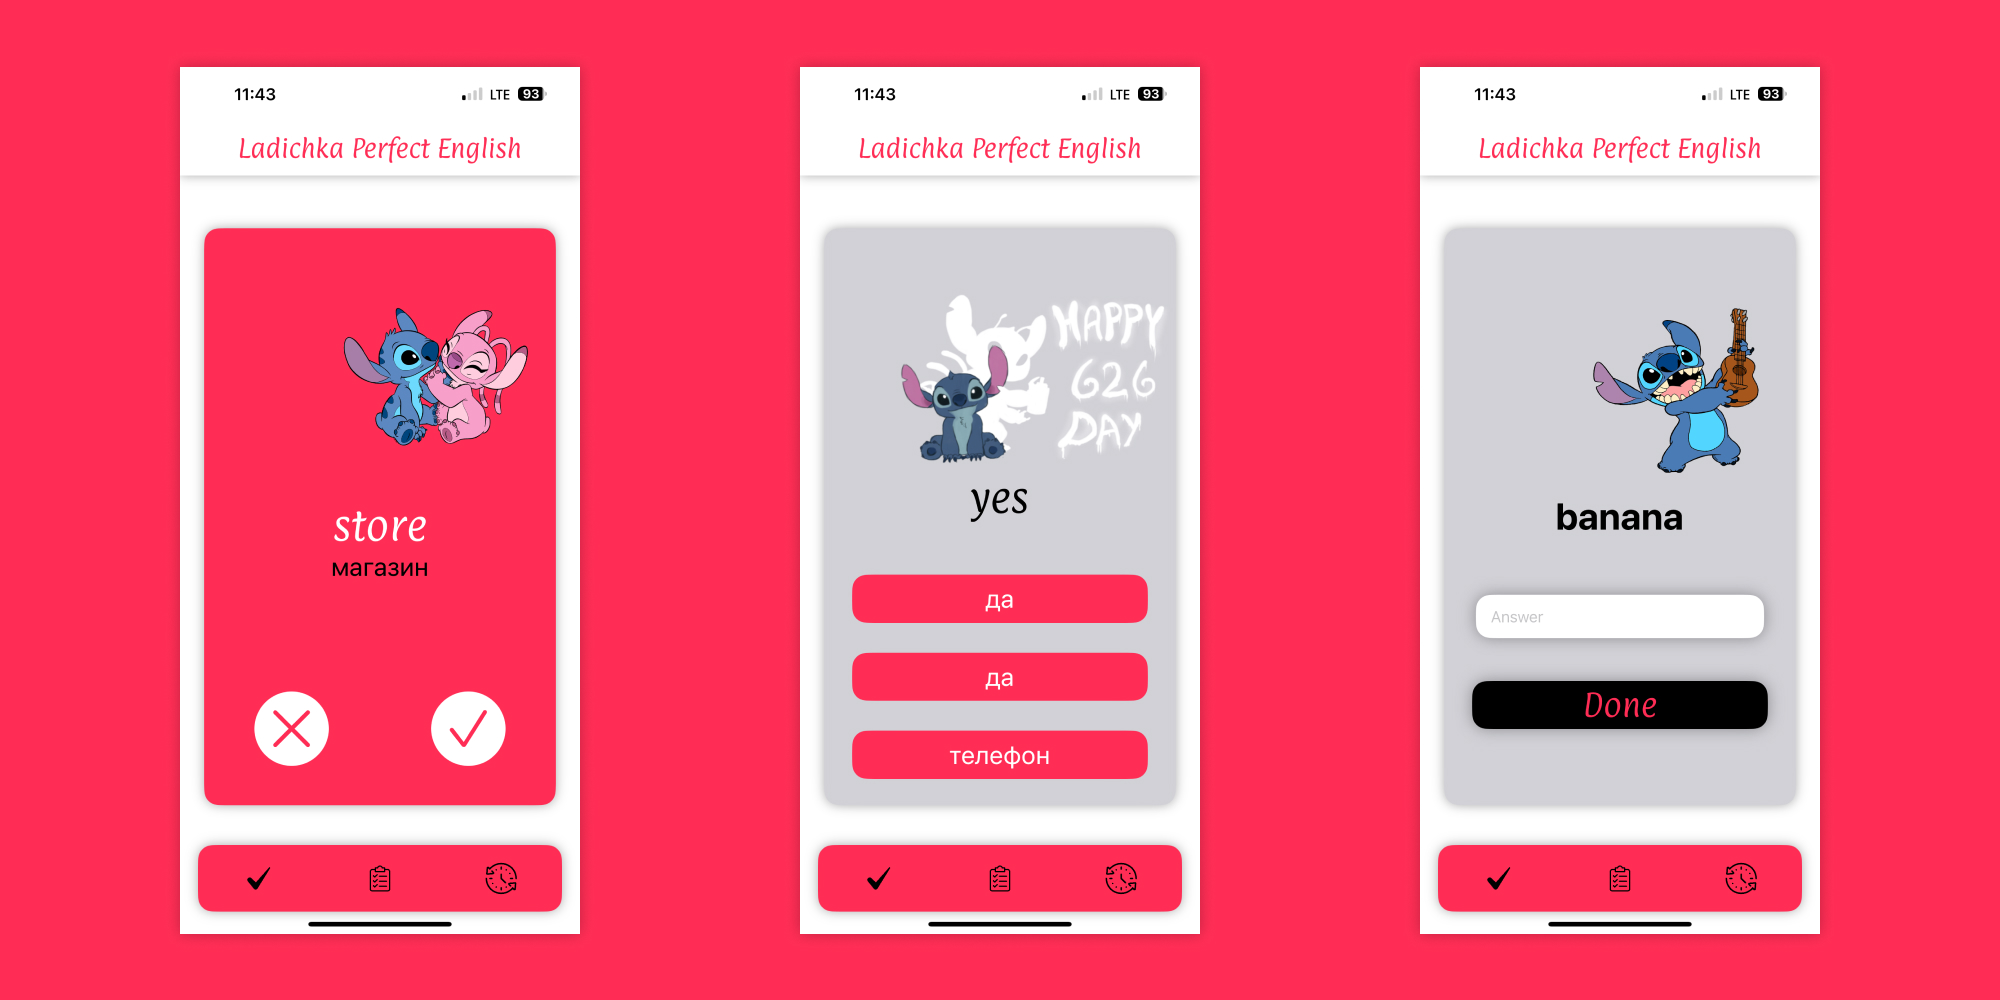 11:43
LTE 93
Ladichka Perfect English
store
магазин
11:43
LTE 93
Ladichka Perfect English
HAPPY
626
DAY
yes
да
да
телефон
11:43
LTE 93
Ladichka Perfect English
banana
Answer
Done